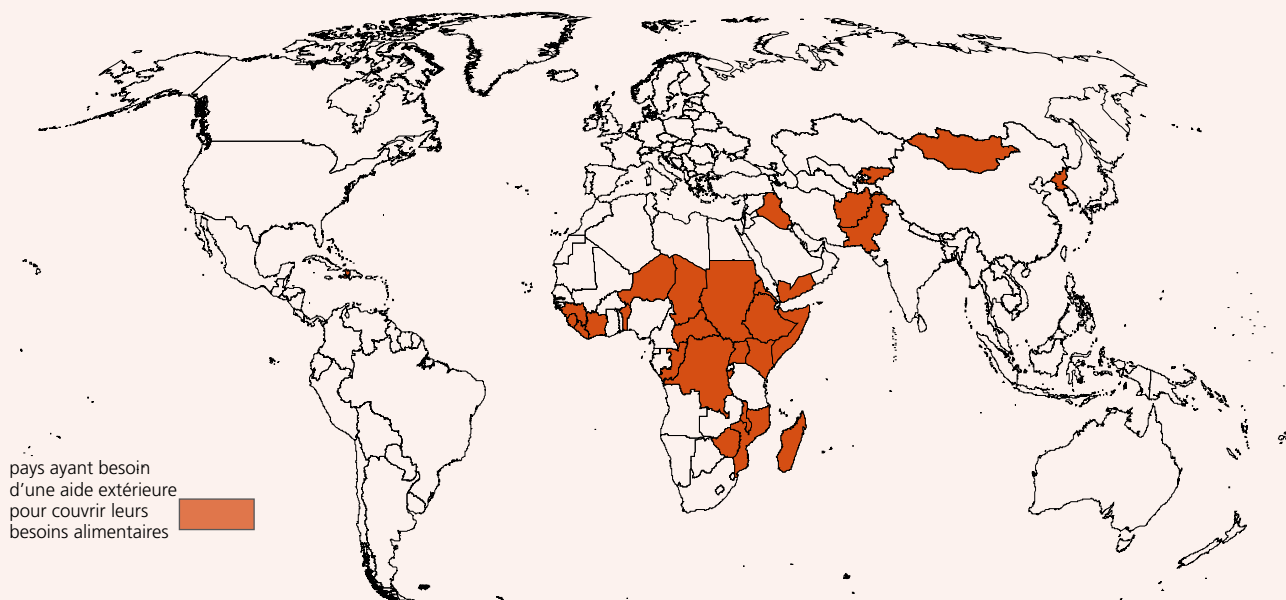 pays ayant besoin
d’une aide extérieure
pour couvrir leurs
besoins alimentaires